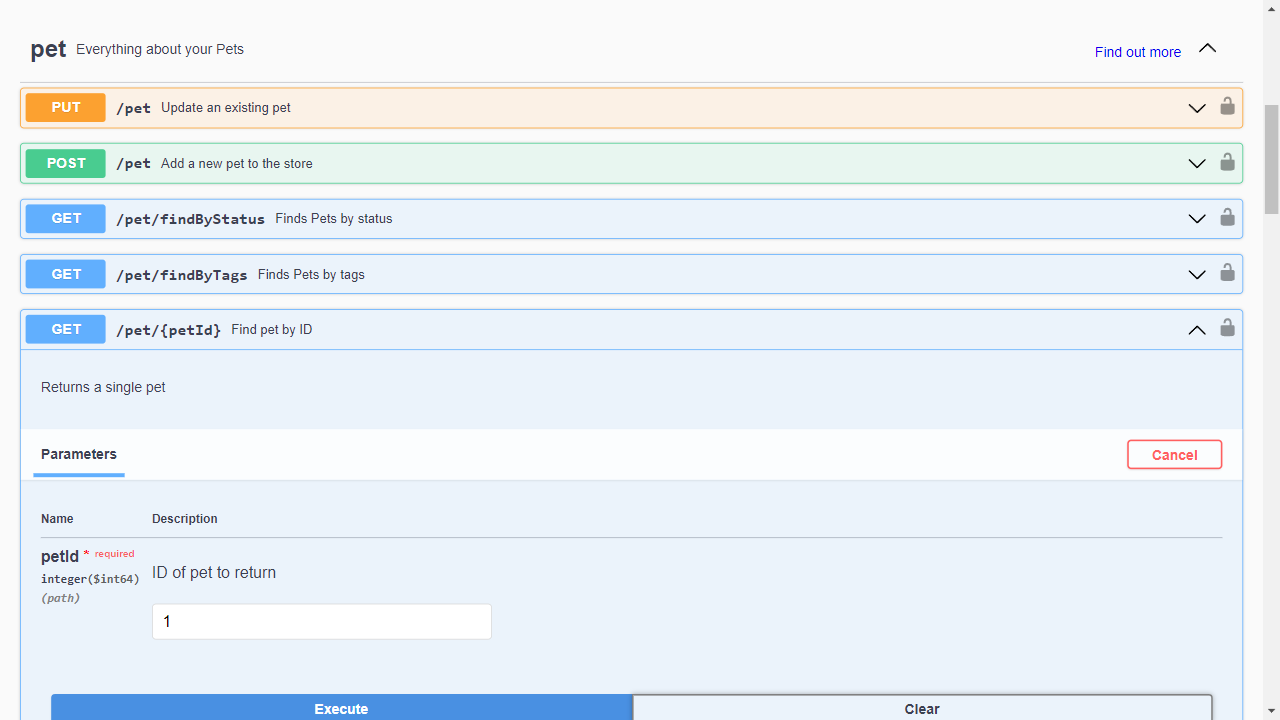 pet Everything about your Pets Find out more
PUT /pet Update an existing pet
POST /pet Add a new pet to the store
GET /pet/findByStatus Finds Pets by status
GET /pet/findByTags Finds Pets by tags
GET /pet/{petId} Find pet by ID
Returns a single pet
Parameters Cancel
Name Description
petId * required
integer($int64)
(path)
ID of pet to return
1
Execute Clear